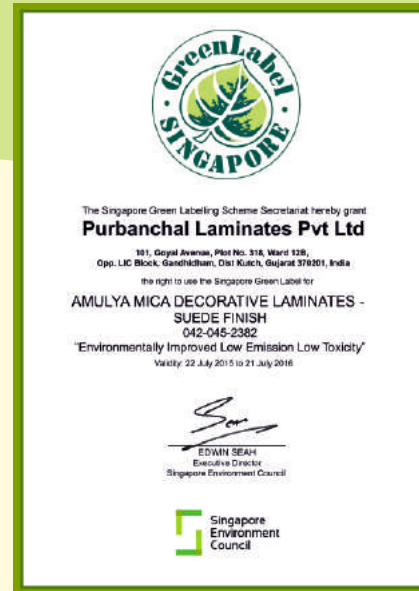 GreenLabel
SINGAPORE
The Singapore Green Labelling Scheme Secretariat hereby grant
Purbanchal Laminates Pvt Ltd
101, Goyal Avenue, Plot No. 318, Ward 12B,
Opp. LIC Block, Gandhidham, Dist Kutch, Gujarat 370201, India
the right to use the Singapore Green Label for
AMULYA MICA DECORATIVE LAMINATES -
SUEDE FINISH
042-045-2382
"Environmentally Improved Low Emission Low Toxicity"
Validity: 22 July 2015 to 21 July 2016
EDWIN SEAH
Executive Director
Singapore Environment Council
Singapore
Environment
Council